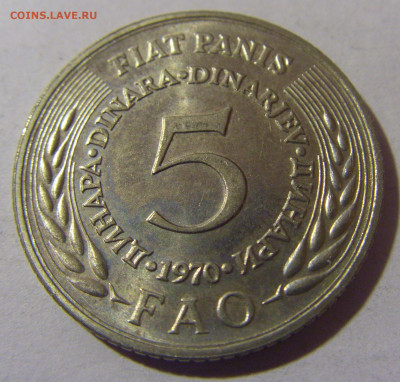 COINS.LAVE.RU
FIAT PANIS
ДИНАРА·DINARA·DINARJEV·ДИНАРИ
5
·1970·
FAO